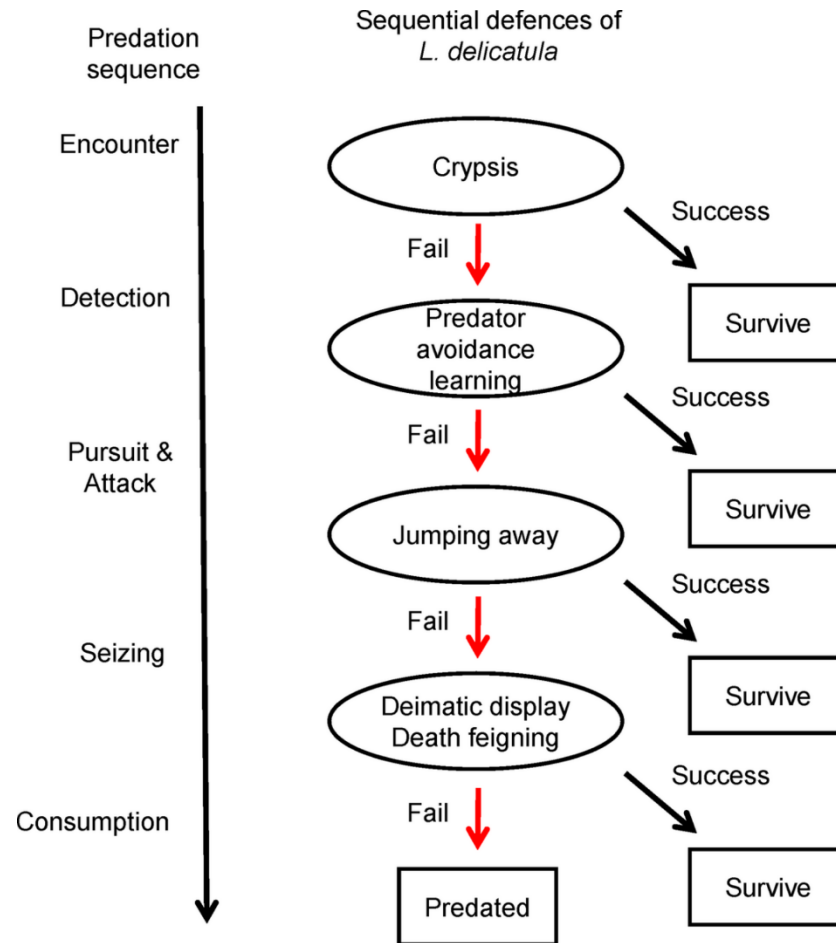 Predation
sequence
Sequential defences of
L. delicatula
Encounter
Crypsis
Success
Fail
Detection
Survive
Predator
avoidance
learning
Success
Fail
Pursuit &
Attack
Survive
Jumping away
Success
Fail
Seizing
Survive
Deimatic display
Death feigning
Success
Fail
Consumption
Survive
Predated